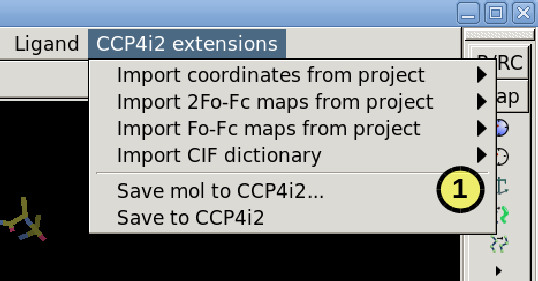 Ligand CCP4i2 extensions
Import coordinates from project
Import 2Fo-Fc maps from project
Import Fo-Fc maps from project
Import CIF dictionary
Save mol to CCP4i2...
Save to CCP4i2
1
/RC
ap